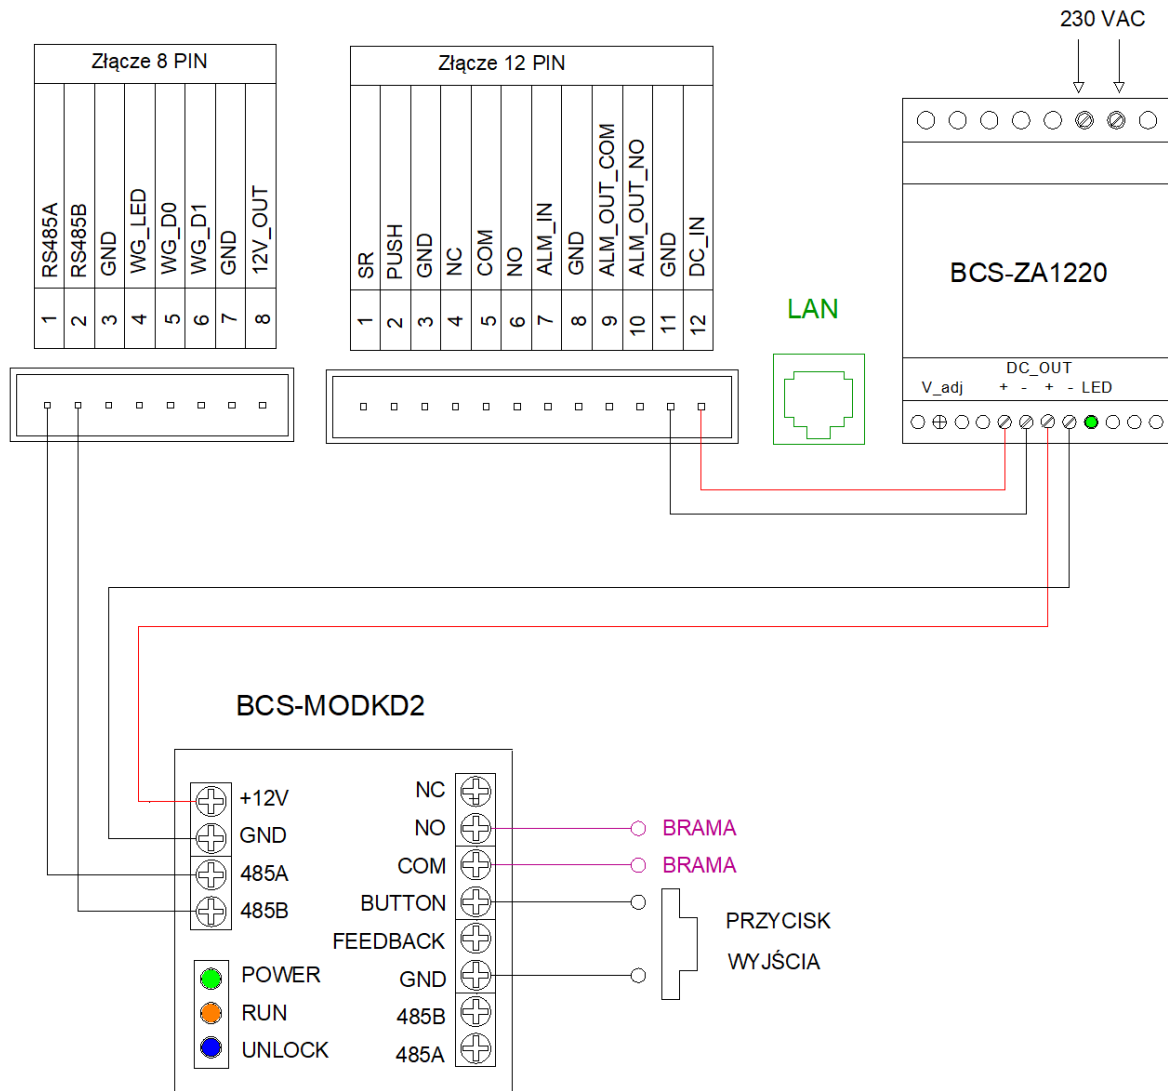 230 VAC
Złącze 8 PIN
RS485A
RS485B
GND
WG_LED
WG_D0
WG_D1
GND
12V_OUT
1
2
3
4
5
6
7
8
Złącze 12 PIN
SR
PUSH
GND
NC
COM
NO
ALM_IN
GND
ALM_OUT_COM
ALM_OUT_NO
GND
DC_IN
1
2
3
4
5
6
7
8
9
10
11
12
LAN
BCS-ZA1220
DC_OUT
V_adj + - + - LED
BCS-MODKD2
+12V
GND
485A
485B
POWER
RUN
UNLOCK
NC
NO
COM
BUTTON
FEEDBACK
GND
485B
485A
BRAMA
BRAMA
PRZYCISK
WYJŚCIA